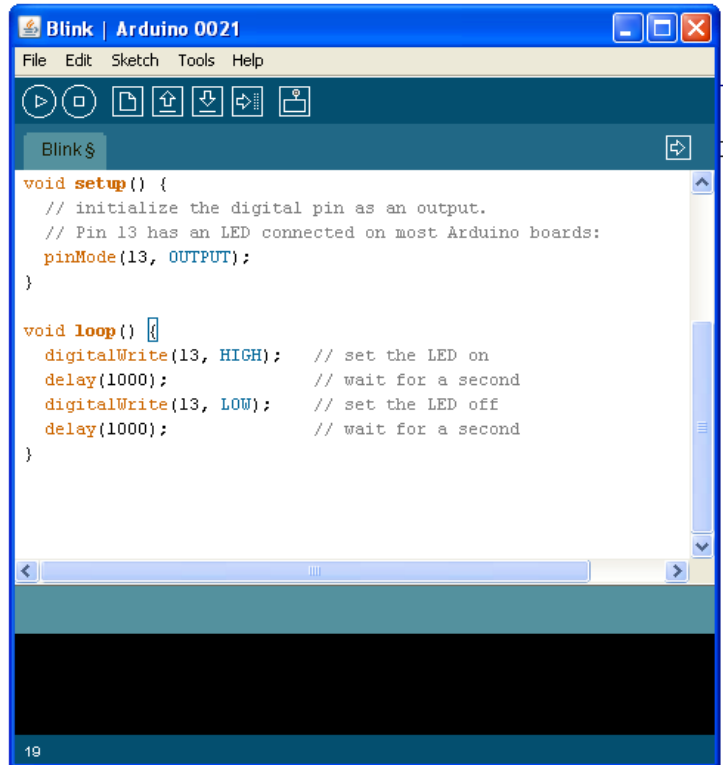 Blink | Arduino 0021
File Edit Sketch Tools Help
Blink §
void setup() {
  // initialize the digital pin as an output.
  // Pin 13 has an LED connected on most Arduino boards:
  pinMode(13, OUTPUT);
}
void loop() {
  digitalWrite(13, HIGH);   // set the LED on
  delay(1000);              // wait for a second
  digitalWrite(13, LOW);    // set the LED off
  delay(1000);              // wait for a second
}
19